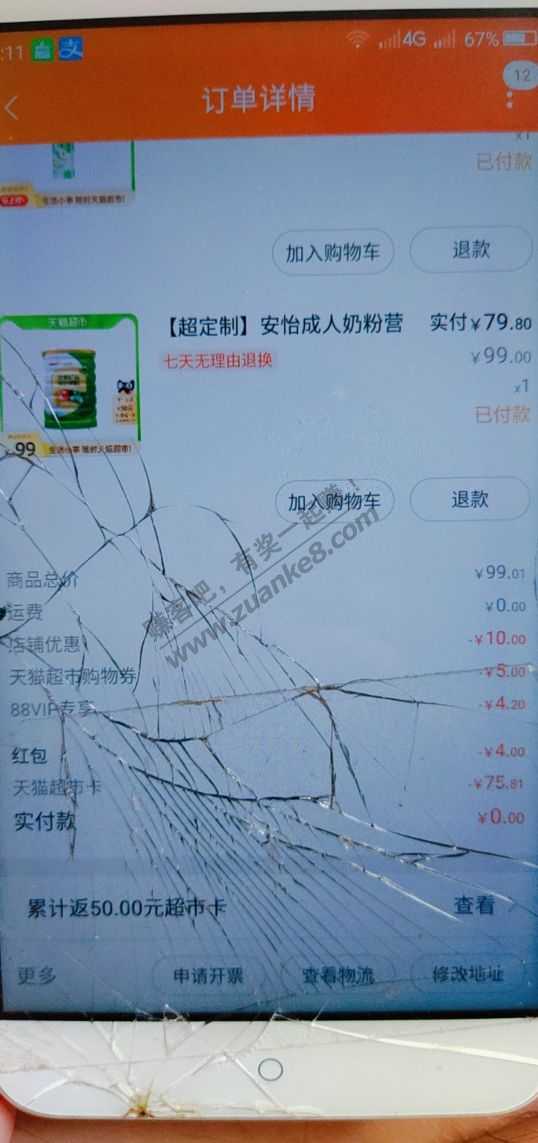 :11
4G
67%
订单详情
12
x1
已付款
加入购物车
退款
天猫超市
【超定制】安怡成人奶粉营
实付¥79.80
七天无理由退换
¥99.00
x1
已付款
99
加入购物车
退款
赚客吧，有奖一起赚！
www.zuanke8.com
商品总价
¥99.01
运费
¥0.00
店铺优惠
-¥10.00
天猫超市购物券
-¥5.00
88VIP专享
-¥4.20
红包
-¥4.00
天猫超市卡
-¥75.81
实付款
¥0.00
累计返50.00元超市卡
查看
更多
申请开票
查看物流
修改地址